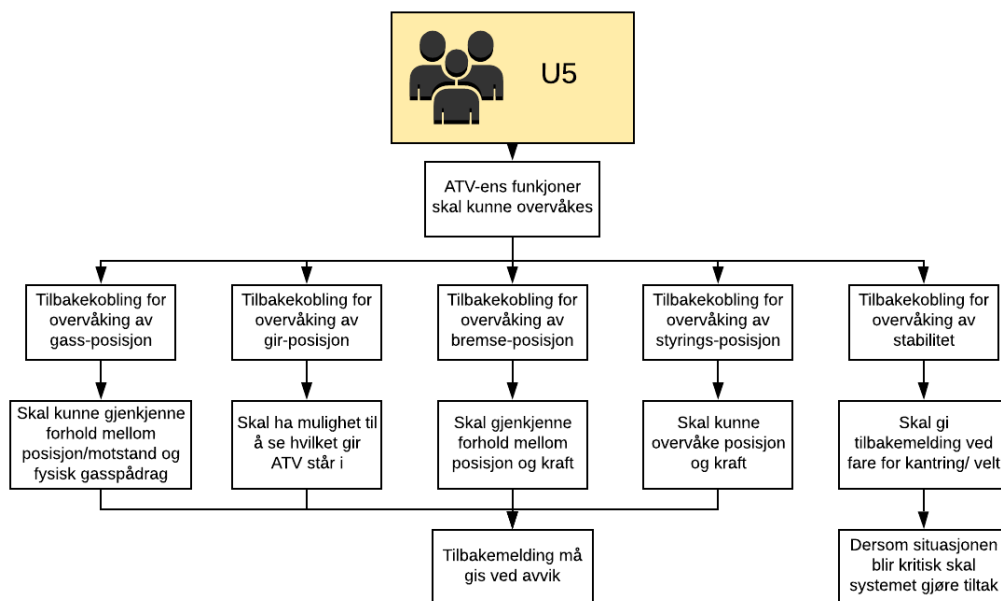 U5
ATV-ens funkjoner
skal kunne overvåkes
Tilbakekobling for
overvåking av
gass-posisjon
Tilbakekobling for
overvåking av
gir-posisjon
Tilbakekobling for
overvåking av
bremse-posisjon
Tilbakekobling for
overvåking av
styrings-posisjon
Tilbakekobling for
overvåking av
stabilitet
Skal kunne gjenkjenne
forhold mellom
posisjon/motstand og
fysisk gasspådrag
Skal ha mulighet til
å se hvilket gir
ATV står i
Skal gjenkjenne
forhold mellom
posisjon og kraft
Skal kunne
overvåke posisjon
og kraft
Skal gi
tilbakemelding ved
fare for kantring/ velt
Tilbakemelding må
gis ved avvik
Dersom situasjonen
blir kritisk skal
systemet gjøre tiltak